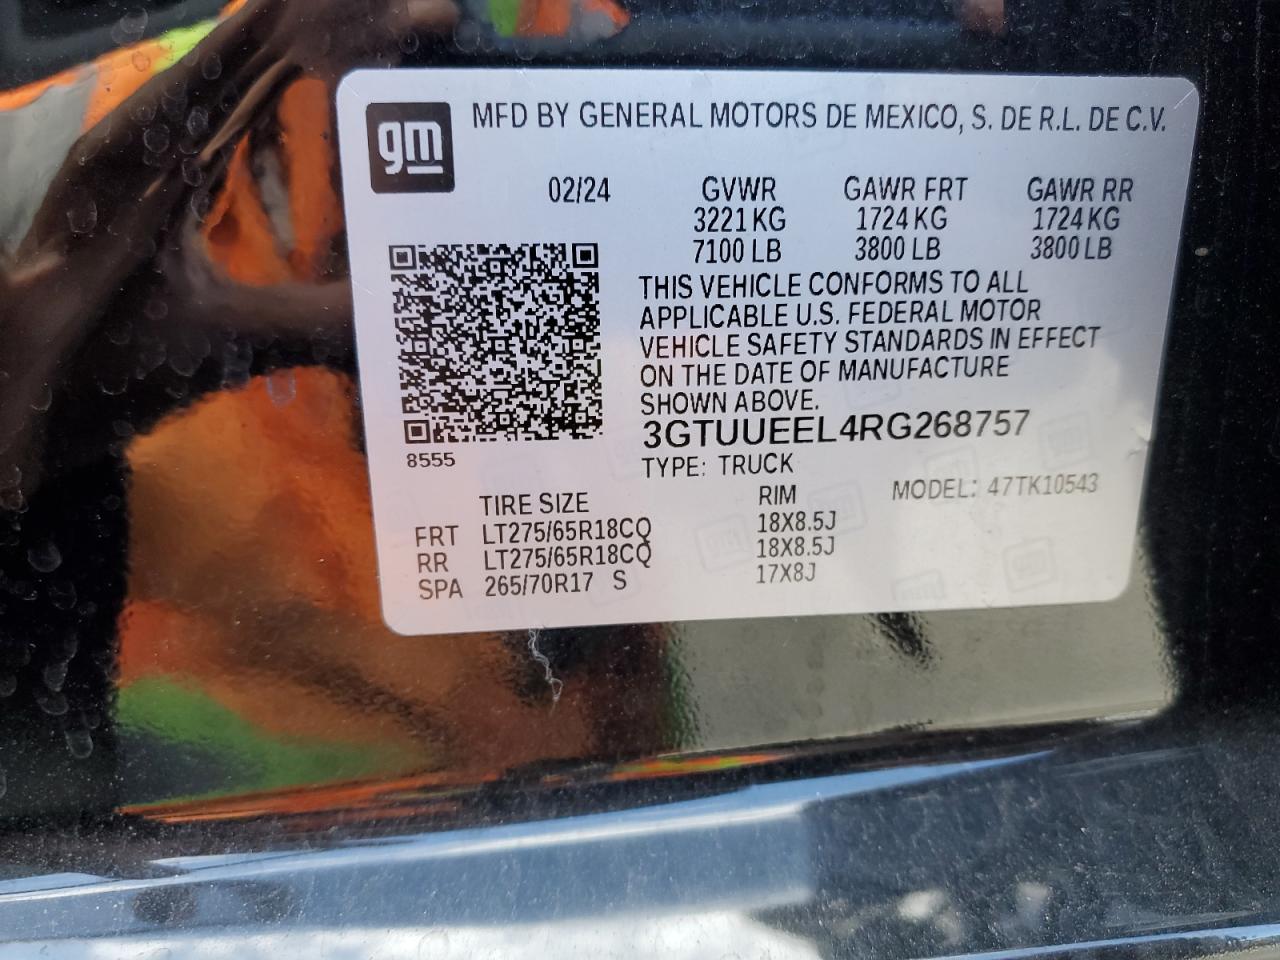 gm MFD BY GENERAL MOTORS DE MEXICO, S. DE R.L. DE C.V.
02/24 GVWR GAWR FRT GAWR RR
3221 KG 1724 KG 1724 KG
7100 LB 3800 LB 3800 LB
THIS VEHICLE CONFORMS TO ALL
APPLICABLE U.S. FEDERAL MOTOR
VEHICLE SAFETY STANDARDS IN EFFECT
ON THE DATE OF MANUFACTURE
SHOWN ABOVE.
3GTUUEEL4RG268757
8555
TYPE: TRUCK
TIRE SIZE RIM MODEL: 47TK10543
FRT LT275/65R18CQ 18X8.5J
RR LT275/65R18CQ 18X8.5J
SPA 265/70R17 S 17X8J